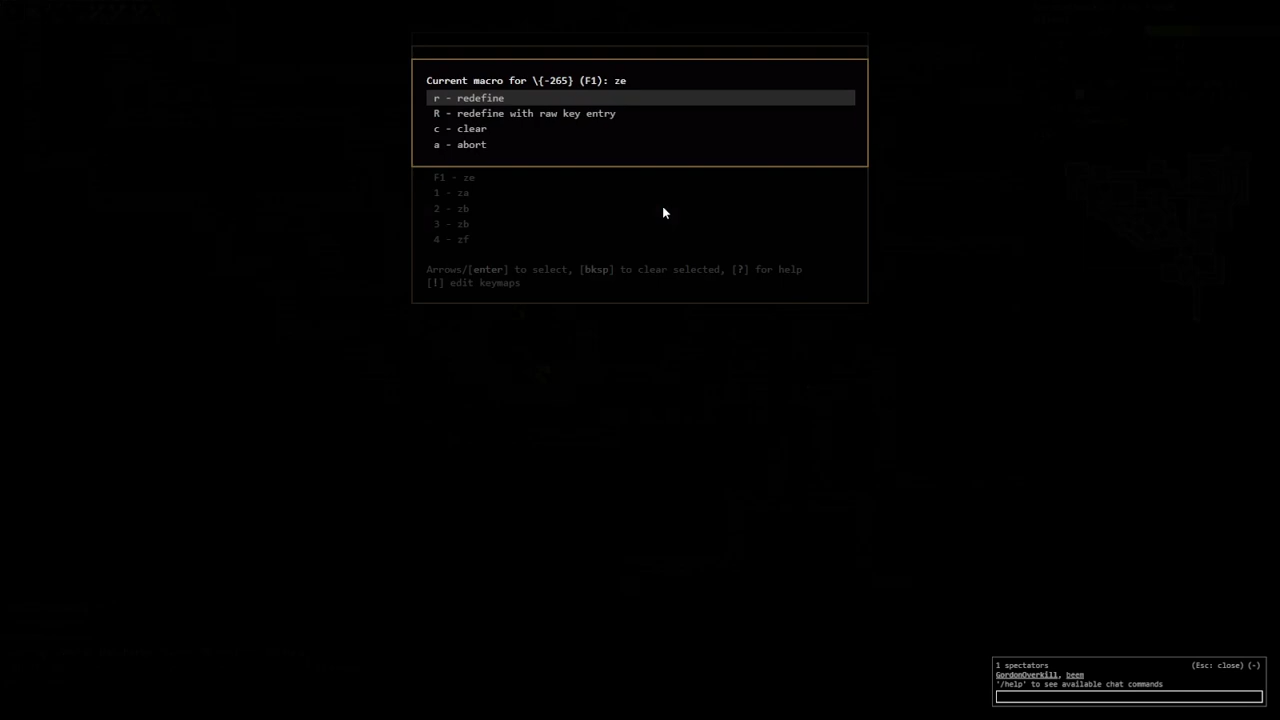 Current macro for \{-265} (F1): ze
r - redefine
R - redefine with raw key entry
c - clear
a - abort
F1 - ze
1 - za
2 - zb
3 - zb
4 - zf
Arrows/[enter] to select, [bksp] to clear selected, [?] for help
[!] edit keymaps
1 spectators (Esc: close) (-)
GordonOverkill, beem
'/help' to see available chat commands